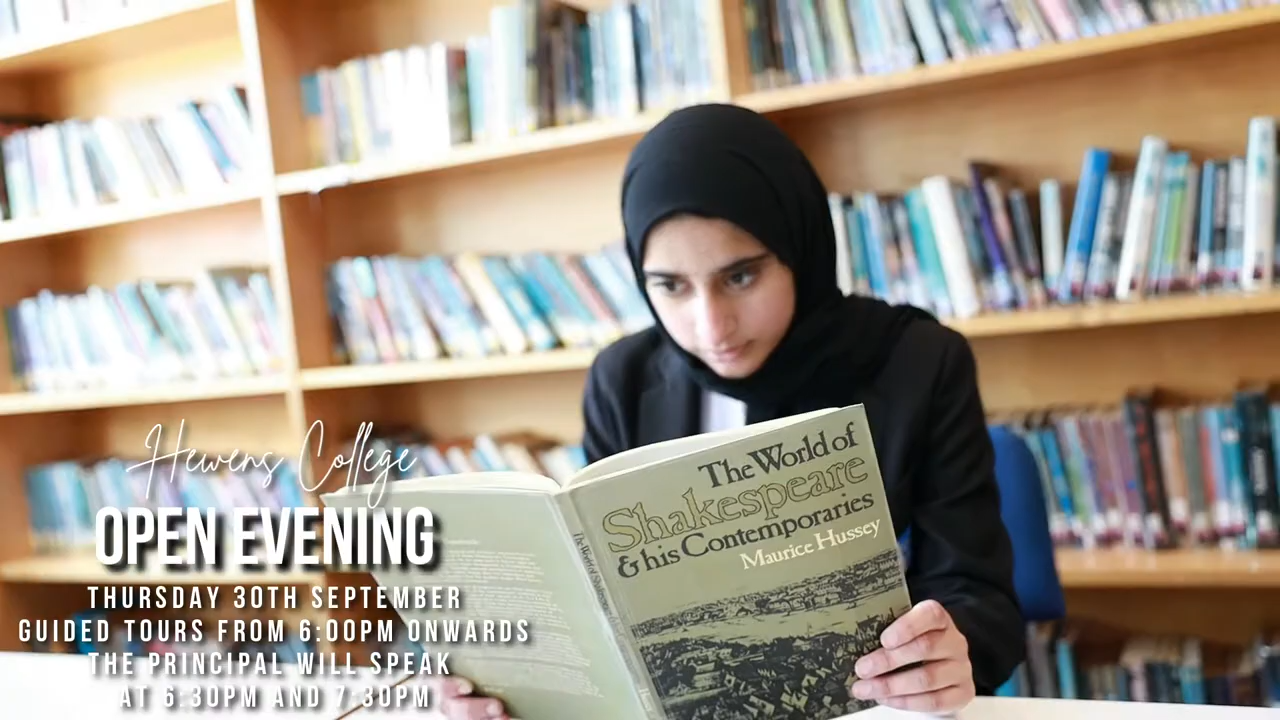 Hewens College
OPEN EVENING
THURSDAY 30TH SEPTEMBER
GUIDED TOURS FROM 6:00PM ONWARDS
THE PRINCIPAL WILL SPEAK
AT 6:30PM AND 7:30PM
The World of
Shakespeare
& his Contemporaries
Maurice Hussey